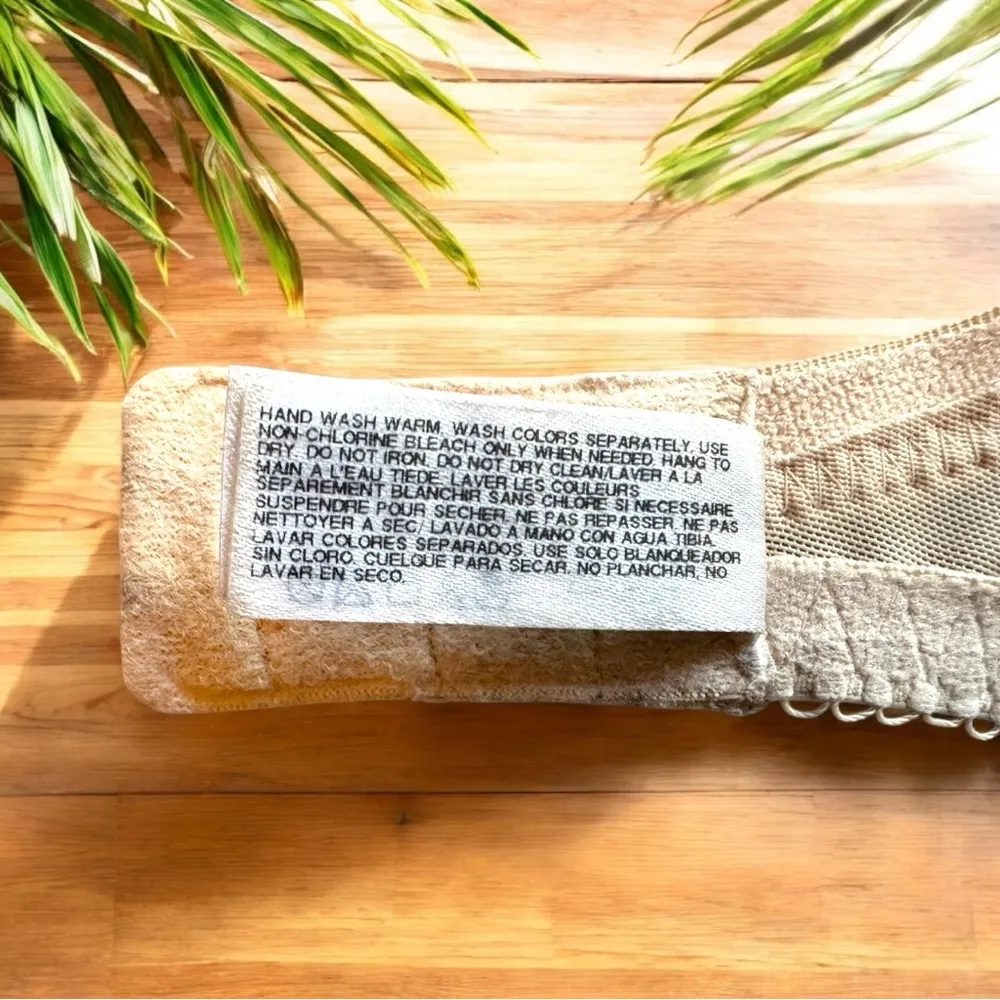 HAND WASH WARM. WASH COLORS SEPARATELY. USE
NON-CHLORINE BLEACH ONLY WHEN NEEDED. HANG TO
DRY. DO NOT IRON. DO NOT DRY CLEAN/LAVER A LA
MAIN A L'EAU TIEDE. LAVER LES COULEURS
SEPAREMENT BLANCHIR SANS CHLORE SI NECESSAIRE
SUSPENDRE POUR SECHER. NE PAS REPASSER. NE PAS
NETTOYER A SEC/ LAVADO A MANO CON AGUA TIBIA.
LAVAR COLORES SEPARADOS. USE SOLO BLANQUEADOR
SIN CLORO. CUELGUE PARA SECAR. NO PLANCHAR, NO
LAVAR EN SECO.